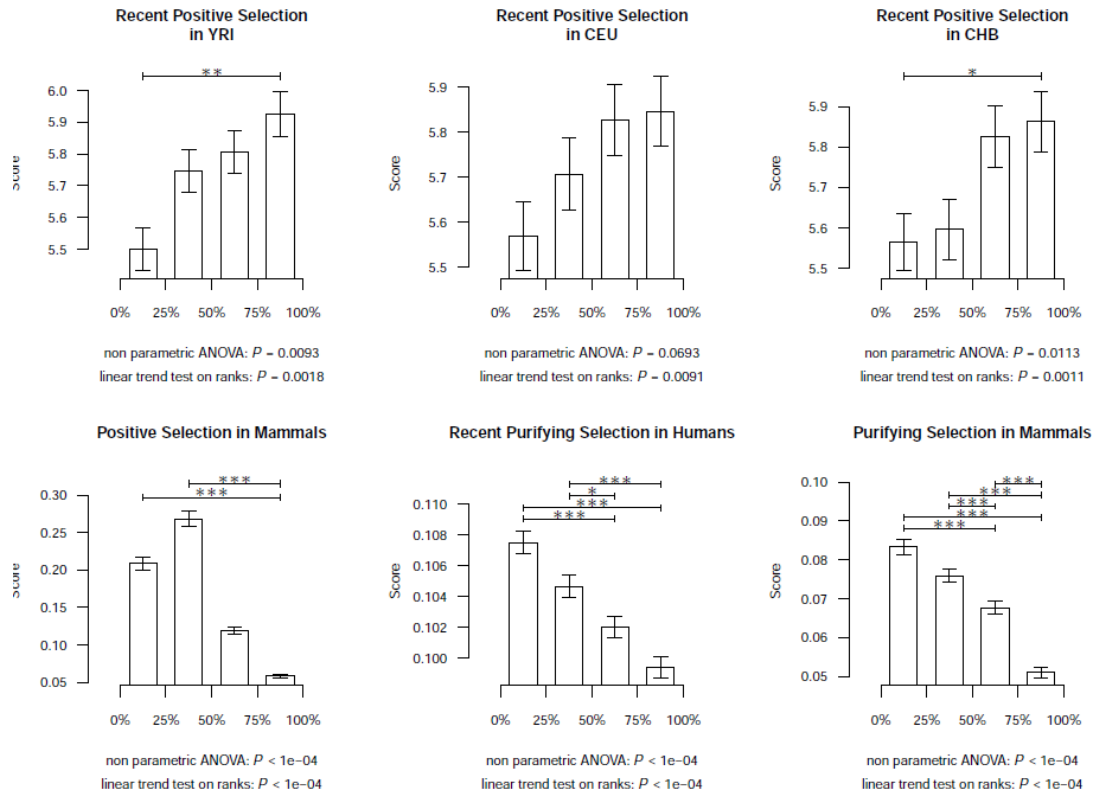 Recent Positive Selection
in YRI
**
Score
6.0
5.9
5.8
5.7
5.6
5.5
0% 25% 50% 75% 100%
non parametric ANOVA: P = 0.0093
linear trend test on ranks: P = 0.0018
Recent Positive Selection
in CEU
Score
5.9
5.8
5.7
5.6
5.5
0% 25% 50% 75% 100%
non parametric ANOVA: P = 0.0693
linear trend test on ranks: P = 0.0091
Recent Positive Selection
in CHB
*
Score
5.9
5.8
5.7
5.6
5.5
0% 25% 50% 75% 100%
non parametric ANOVA: P = 0.0113
linear trend test on ranks: P = 0.0011
Positive Selection in Mammals
***
***
Score
0.30
0.25
0.20
0.15
0.10
0.05
0% 25% 50% 75% 100%
non parametric ANOVA: P < 1e-04
linear trend test on ranks: P < 1e-04
Recent Purifying Selection in Humans
***
*
***
***
Score
0.110
0.108
0.106
0.104
0.102
0.100
0% 25% 50% 75% 100%
non parametric ANOVA: P < 1e-04
linear trend test on ranks: P < 1e-04
Purifying Selection in Mammals
***
***
***
***
***
Score
0.10
0.09
0.08
0.07
0.06
0.05
0% 25% 50% 75% 100%
non parametric ANOVA: P < 1e-04
linear trend test on ranks: P < 1e-04